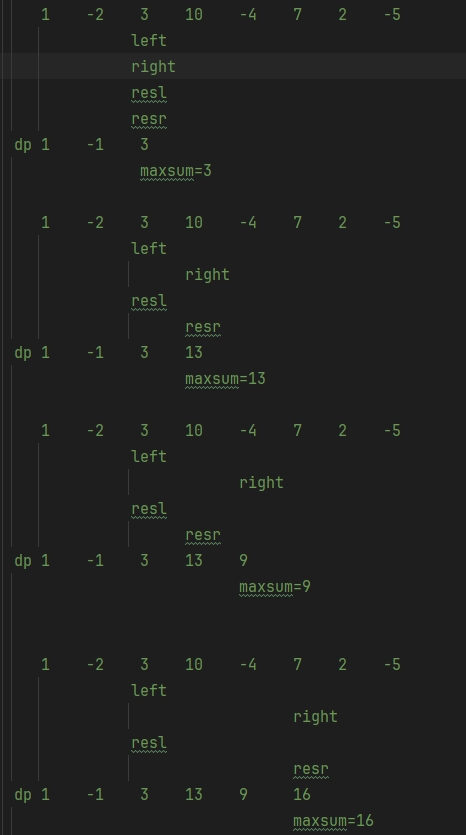 1 -2 3 10 -4 7 2 -5
left
right
resl
resr
dp 1 -1 3
maxsum=3
1 -2 3 10 -4 7 2 -5
left
right
resl
resr
dp 1 -1 3 13
maxsum=13
1 -2 3 10 -4 7 2 -5
left
right
resl
resr
dp 1 -1 3 13 9
maxsum=9
1 -2 3 10 -4 7 2 -5
left
right
resl
resr
dp 1 -1 3 13 9 16
maxsum=16